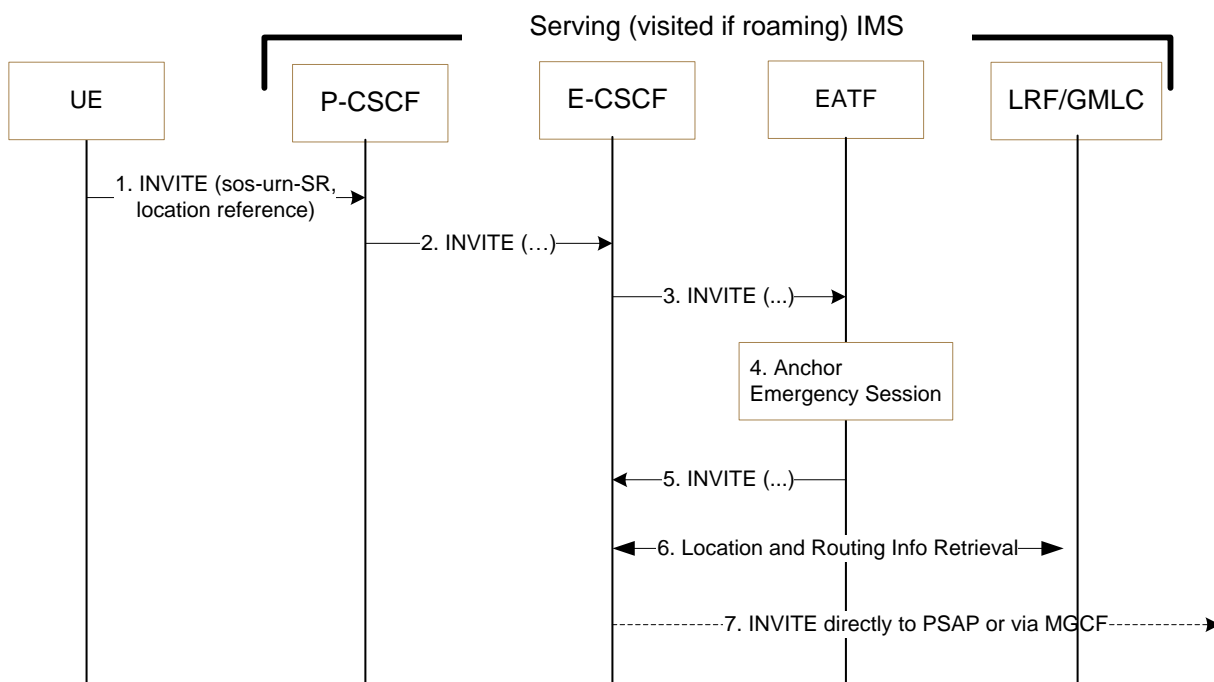 Serving (visited if roaming) IMS
UE
P-CSCF
E-CSCF
EATF
LRF/GMLC
1. INVITE (sos-urn-SR,
location reference)
2. INVITE (…)
3. INVITE (...)
4. Anchor
Emergency Session
5. INVITE (...)
6. Location and Routing Info Retrieval
7. INVITE directly to PSAP or via MGCF